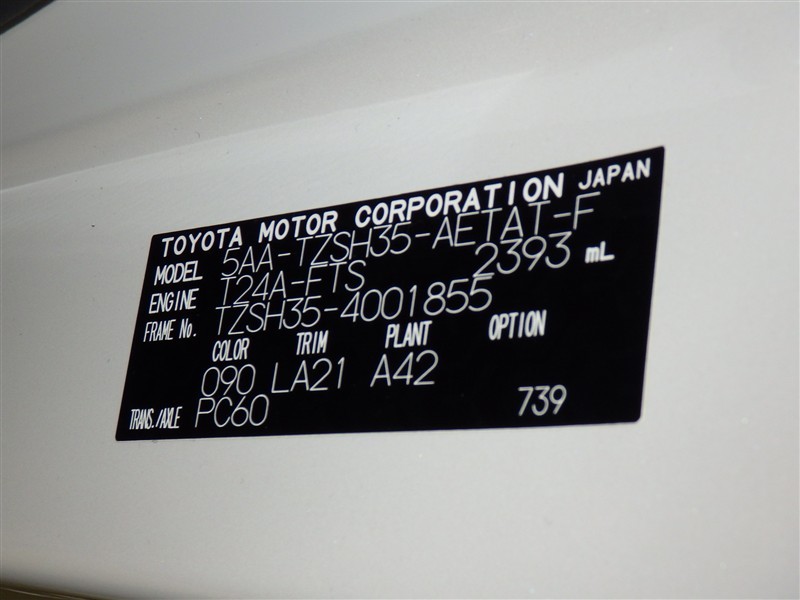 TOYOTA MOTOR CORPORATION JAPAN
MODEL 5AA-TZSH35-AETAT-F
ENGINE T24A-FTS 2393 mL
FRAME No. TZSH35-4001855
COLOR TRIM PLANT OPTION
090 LA21 A42
TRANS./AXLE PC60 739